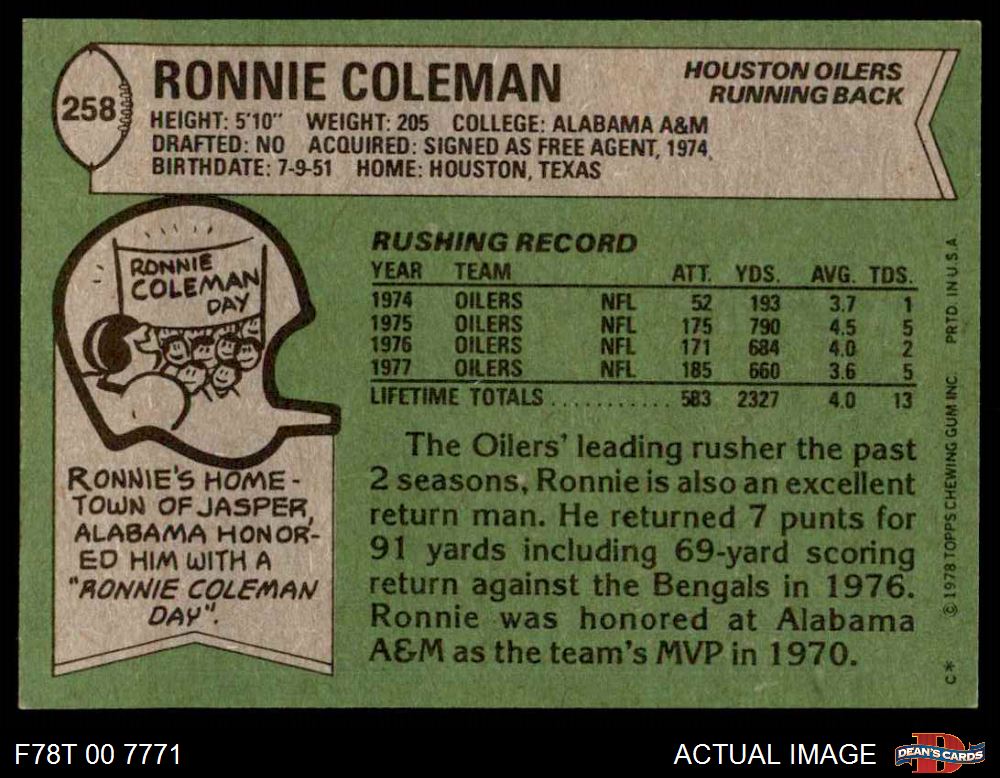 258
RONNIE COLEMAN
HOUSTON OILERS
RUNNING BACK
HEIGHT: 5'10" WEIGHT: 205 COLLEGE: ALABAMA A&M
DRAFTED: NO ACQUIRED: SIGNED AS FREE AGENT, 1974
BIRTHDATE: 7-9-51 HOME: HOUSTON, TEXAS
RONNIE
COLEMAN
DAY
RONNIE'S HOME-
TOWN OF JASPER,
ALABAMA HONOR-
ED HIM WITH A
"RONNIE COLEMAN
DAY".
RUSHING RECORD
YEAR TEAM ATT. YDS. AVG. TDS.
1974 OILERS NFL 52 193 3.7 1
1975 OILERS NFL 175 790 4.5 5
1976 OILERS NFL 171 684 4.0 2
1977 OILERS NFL 185 660 3.6 5
LIFETIME TOTALS ........... 583 2327 4.0 13
The Oilers' leading rusher the past
2 seasons, Ronnie is also an excellent
return man. He returned 7 punts for
91 yards including 69-yard scoring
return against the Bengals in 1976.
Ronnie was honored at Alabama
A&M as the team's MVP in 1970.
C* © 1978 TOPPS CHEWING GUM INC. PRTD. IN U.S.A
F78T 00 7771
ACTUAL IMAGE
D
DEAN'S CARDS